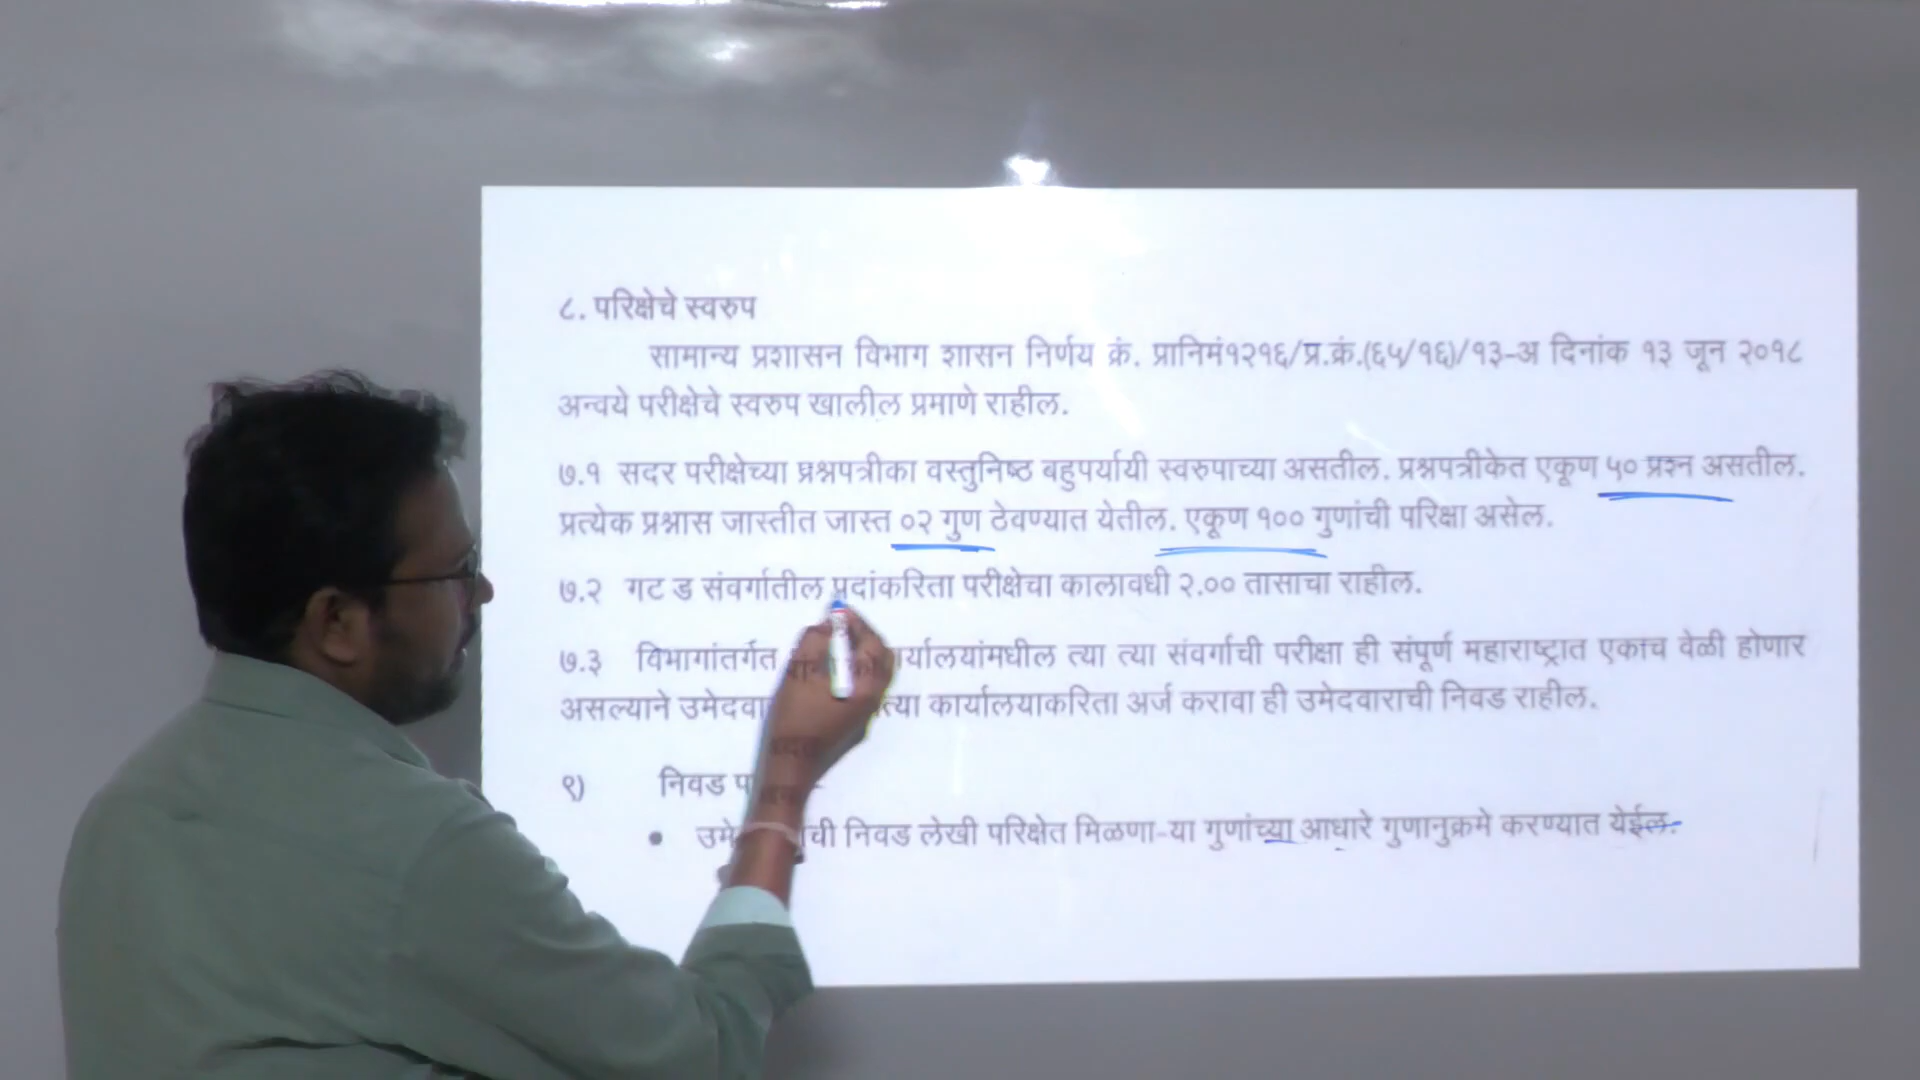 ८. परिक्षेचे स्वरुप
सामान्य प्रशासन विभाग शासन निर्णय क्रं. प्रानिमं१२१६/प्र.क्रं.(६५/१६)/१३-अ दिनांक १३ जून २०१८
अन्वये परीक्षेचे स्वरुप खालील प्रमाणे राहील.
७.१ सदर परीक्षेच्या प्रश्नपत्रीका वस्तुनिष्ठ बहुपर्यायी स्वरुपाच्या असतील. प्रश्नपत्रीकेत एकूण ५० प्रश्न असतील.
प्रत्येक प्रश्नास जास्तीत जास्त ०२ गुण ठेवण्यात येतील. एकूण १०० गुणांची परिक्षा असेल.
७.२ गट ड संवर्गातील पदांकरिता परीक्षेचा कालावधी २.०० तासाचा राहील.
७.३ विभागांतर्गत र्यालयांमधील त्या त्या संवर्गाची परीक्षा ही संपूर्ण महाराष्ट्रात एकाच वेळी होणार
असल्याने उमेदवा त्या कार्यालयाकरिता अर्ज करावा ही उमेदवाराची निवड राहील.
९) निवड प
• उमे ची निवड लेखी परिक्षेत मिळणा-या गुणांच्या आधारे गुणानुक्रमे करण्यात येईल.